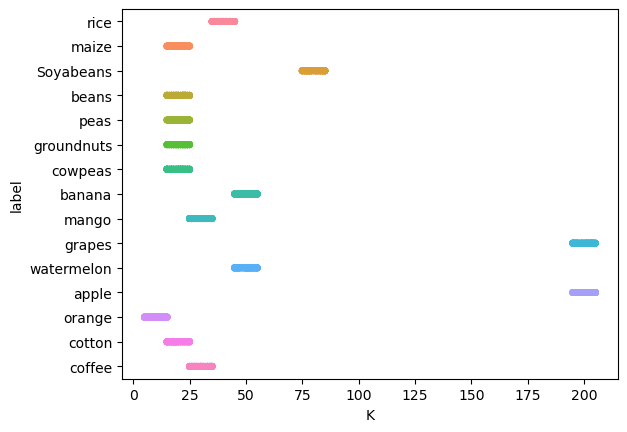 rice
maize
Soyabeans
beans
peas
groundnuts
cowpeas
banana
mango
grapes
watermelon
apple
orange
cotton
coffee
label
0 25 50 75 100 125 150 175 200
K